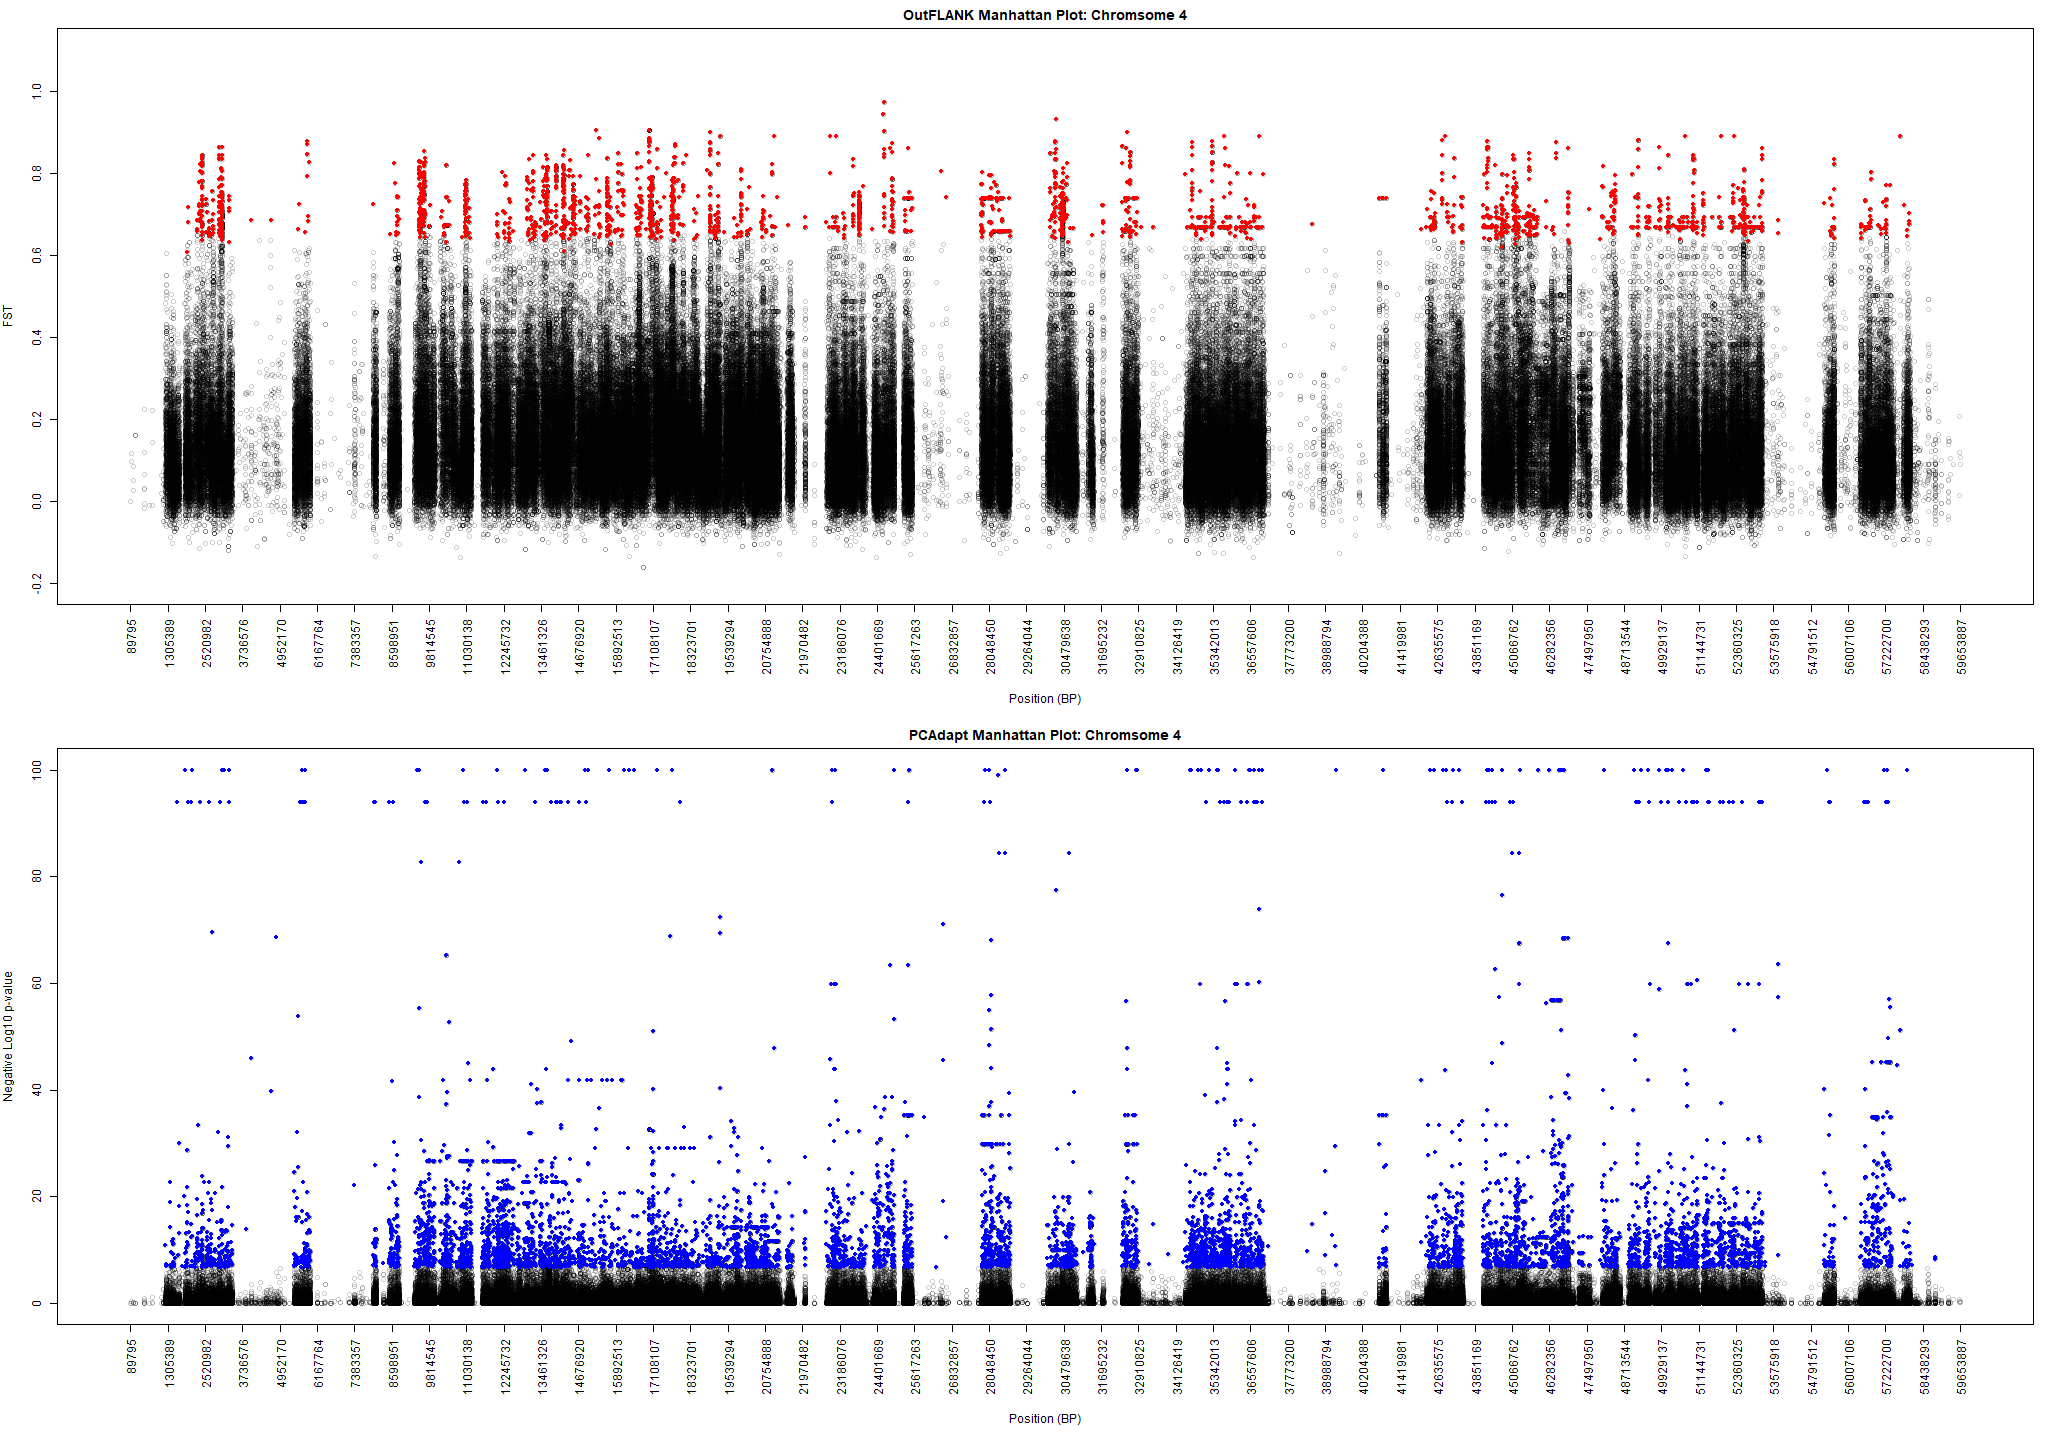 OutFLANK Manhattan Plot: Chromsome 4
FST
1.0
0.8
0.6
0.4
0.2
0.0
-0.2
89795 1305389 2520982 3736576 4952170 6167764 7383357 8598951 9814545 11030138 12245732 13461326 14676920 15892513 17108107 18323701 19539294 20754888 21970482 23186076 24401669 25617263 26832857 28048450 29264044 30479638 31695232 32910825 34126419 35342013 36557606 37773200 38988794 40204388 41419981 42635575 43851169 45066762 46282356 47497950 48713544 49929137 51144731 52360325 53575918 54791512 56007106 57222700 58438293 59653887
Position (BP)
PCAdapt Manhattan Plot: Chromsome 4
Negative Log10 p-value
100
80
60
40
20
0
89795 1305389 2520982 3736576 4952170 6167764 7383357 8598951 9814545 11030138 12245732 13461326 14676920 15892513 17108107 18323701 19539294 20754888 21970482 23186076 24401669 25617263 26832857 28048450 29264044 30479638 31695232 32910825 34126419 35342013 36557606 37773200 38988794 40204388 41419981 42635575 43851169 45066762 46282356 47497950 48713544 49929137 51144731 52360325 53575918 54791512 56007106 57222700 58438293 59653887
Position (BP)